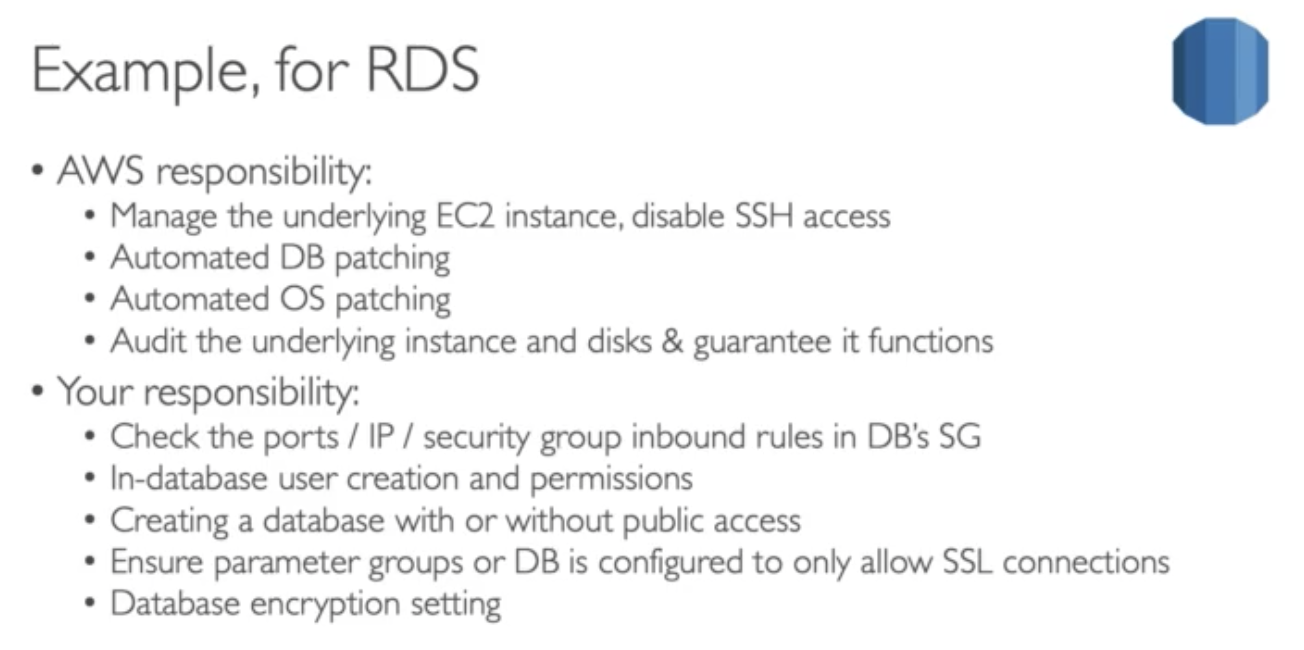 Example, for RDS
• AWS responsibility:
• Manage the underlying EC2 instance, disable SSH access
• Automated DB patching
• Automated OS patching
• Audit the underlying instance and disks & guarantee it functions
• Your responsibility:
• Check the ports / IP / security group inbound rules in DB's SG
• In-database user creation and permissions
• Creating a database with or without public access
• Ensure parameter groups or DB is configured to only allow SSL connections
• Database encryption setting